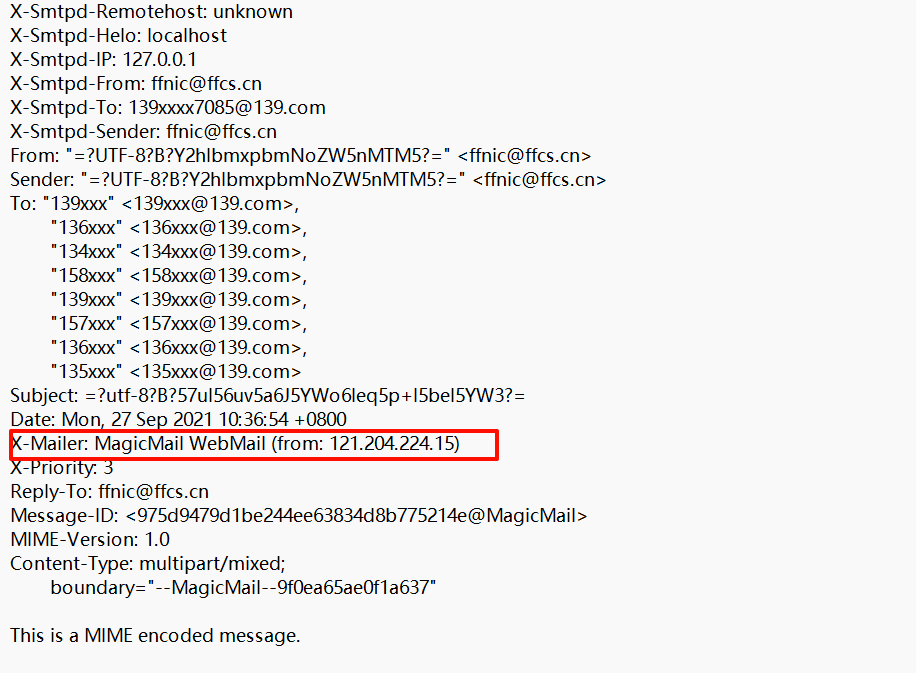 X-Smtpd-Remotehost: unknown
X-Smtpd-Helo: localhost
X-Smtpd-IP: 127.0.0.1
X-Smtpd-From: ffnic@ffcs.cn
X-Smtpd-To: 139xxxx7085@139.com
X-Smtpd-Sender: ffnic@ffcs.cn
From: "=?UTF-8?B?Y2hlbmxpbmNoZW5nMTM5?=" <ffnic@ffcs.cn>
Sender: "=?UTF-8?B?Y2hlbmxpbmNoZW5nMTM5?=" <ffnic@ffcs.cn>
To: "139xxx" <139xxx@139.com>,
"136xxx" <136xxx@139.com>,
"134xxx" <134xxx@139.com>,
"158xxx" <158xxx@139.com>,
"139xxx" <139xxx@139.com>,
"157xxx" <157xxx@139.com>,
"136xxx" <136xxx@139.com>,
"135xxx" <135xxx@139.com>
Subject: =?utf-8?B?57ul56uv5a6J5YWo6Ieq5p+l5bel5YW3?=
Date: Mon, 27 Sep 2021 10:36:54 +0800
X-Mailer: MagicMail WebMail (from: 121.204.224.15)
X-Priority: 3
Reply-To: ffnic@ffcs.cn
Message-ID: <975d9479d1be244ee63834d8b775214e@MagicMail>
MIME-Version: 1.0
Content-Type: multipart/mixed;
boundary="--MagicMail--9f0ea65ae0f1a637"
This is a MIME encoded message.